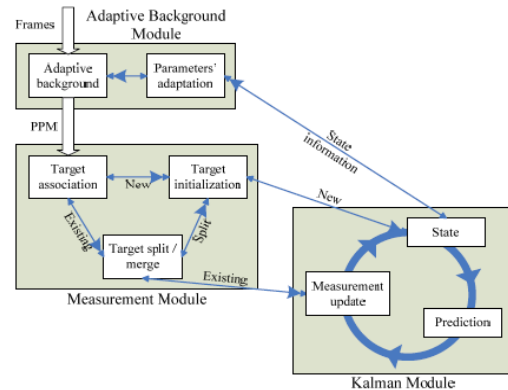 Frames
Adaptive Background
Module
Adaptive
background
Parameters'
adaptation
PPM
State
information
Target
association
New
Target
initialization
New
Existing
Split
Target split /
merge
Existing
Measurement Module
State
Measurement
update
Prediction
Kalman Module